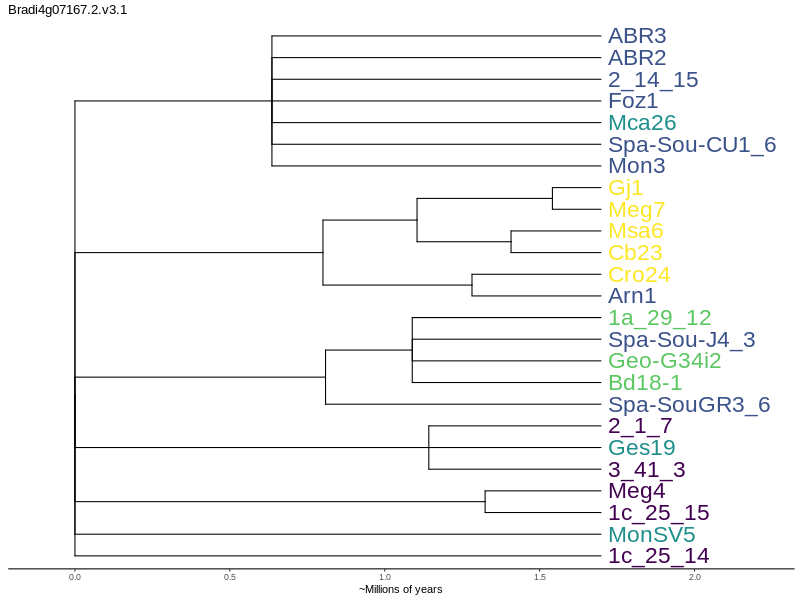 Bradi4g07167.2.v3.1
ABR3
ABR2
2_14_15
Foz1
Mca26
Spa-Sou-CU1_6
Mon3
Gj1
Meg7
Msa6
Cb23
Cro24
Arn1
1a_29_12
Spa-Sou-J4_3
Geo-G34i2
Bd18-1
Spa-SouGR3_6
2_1_7
Ges19
3_41_3
Meg4
1c_25_15
MonSV5
1c_25_14
0.0 0.5 1.0 1.5 2.0
~Millions of years